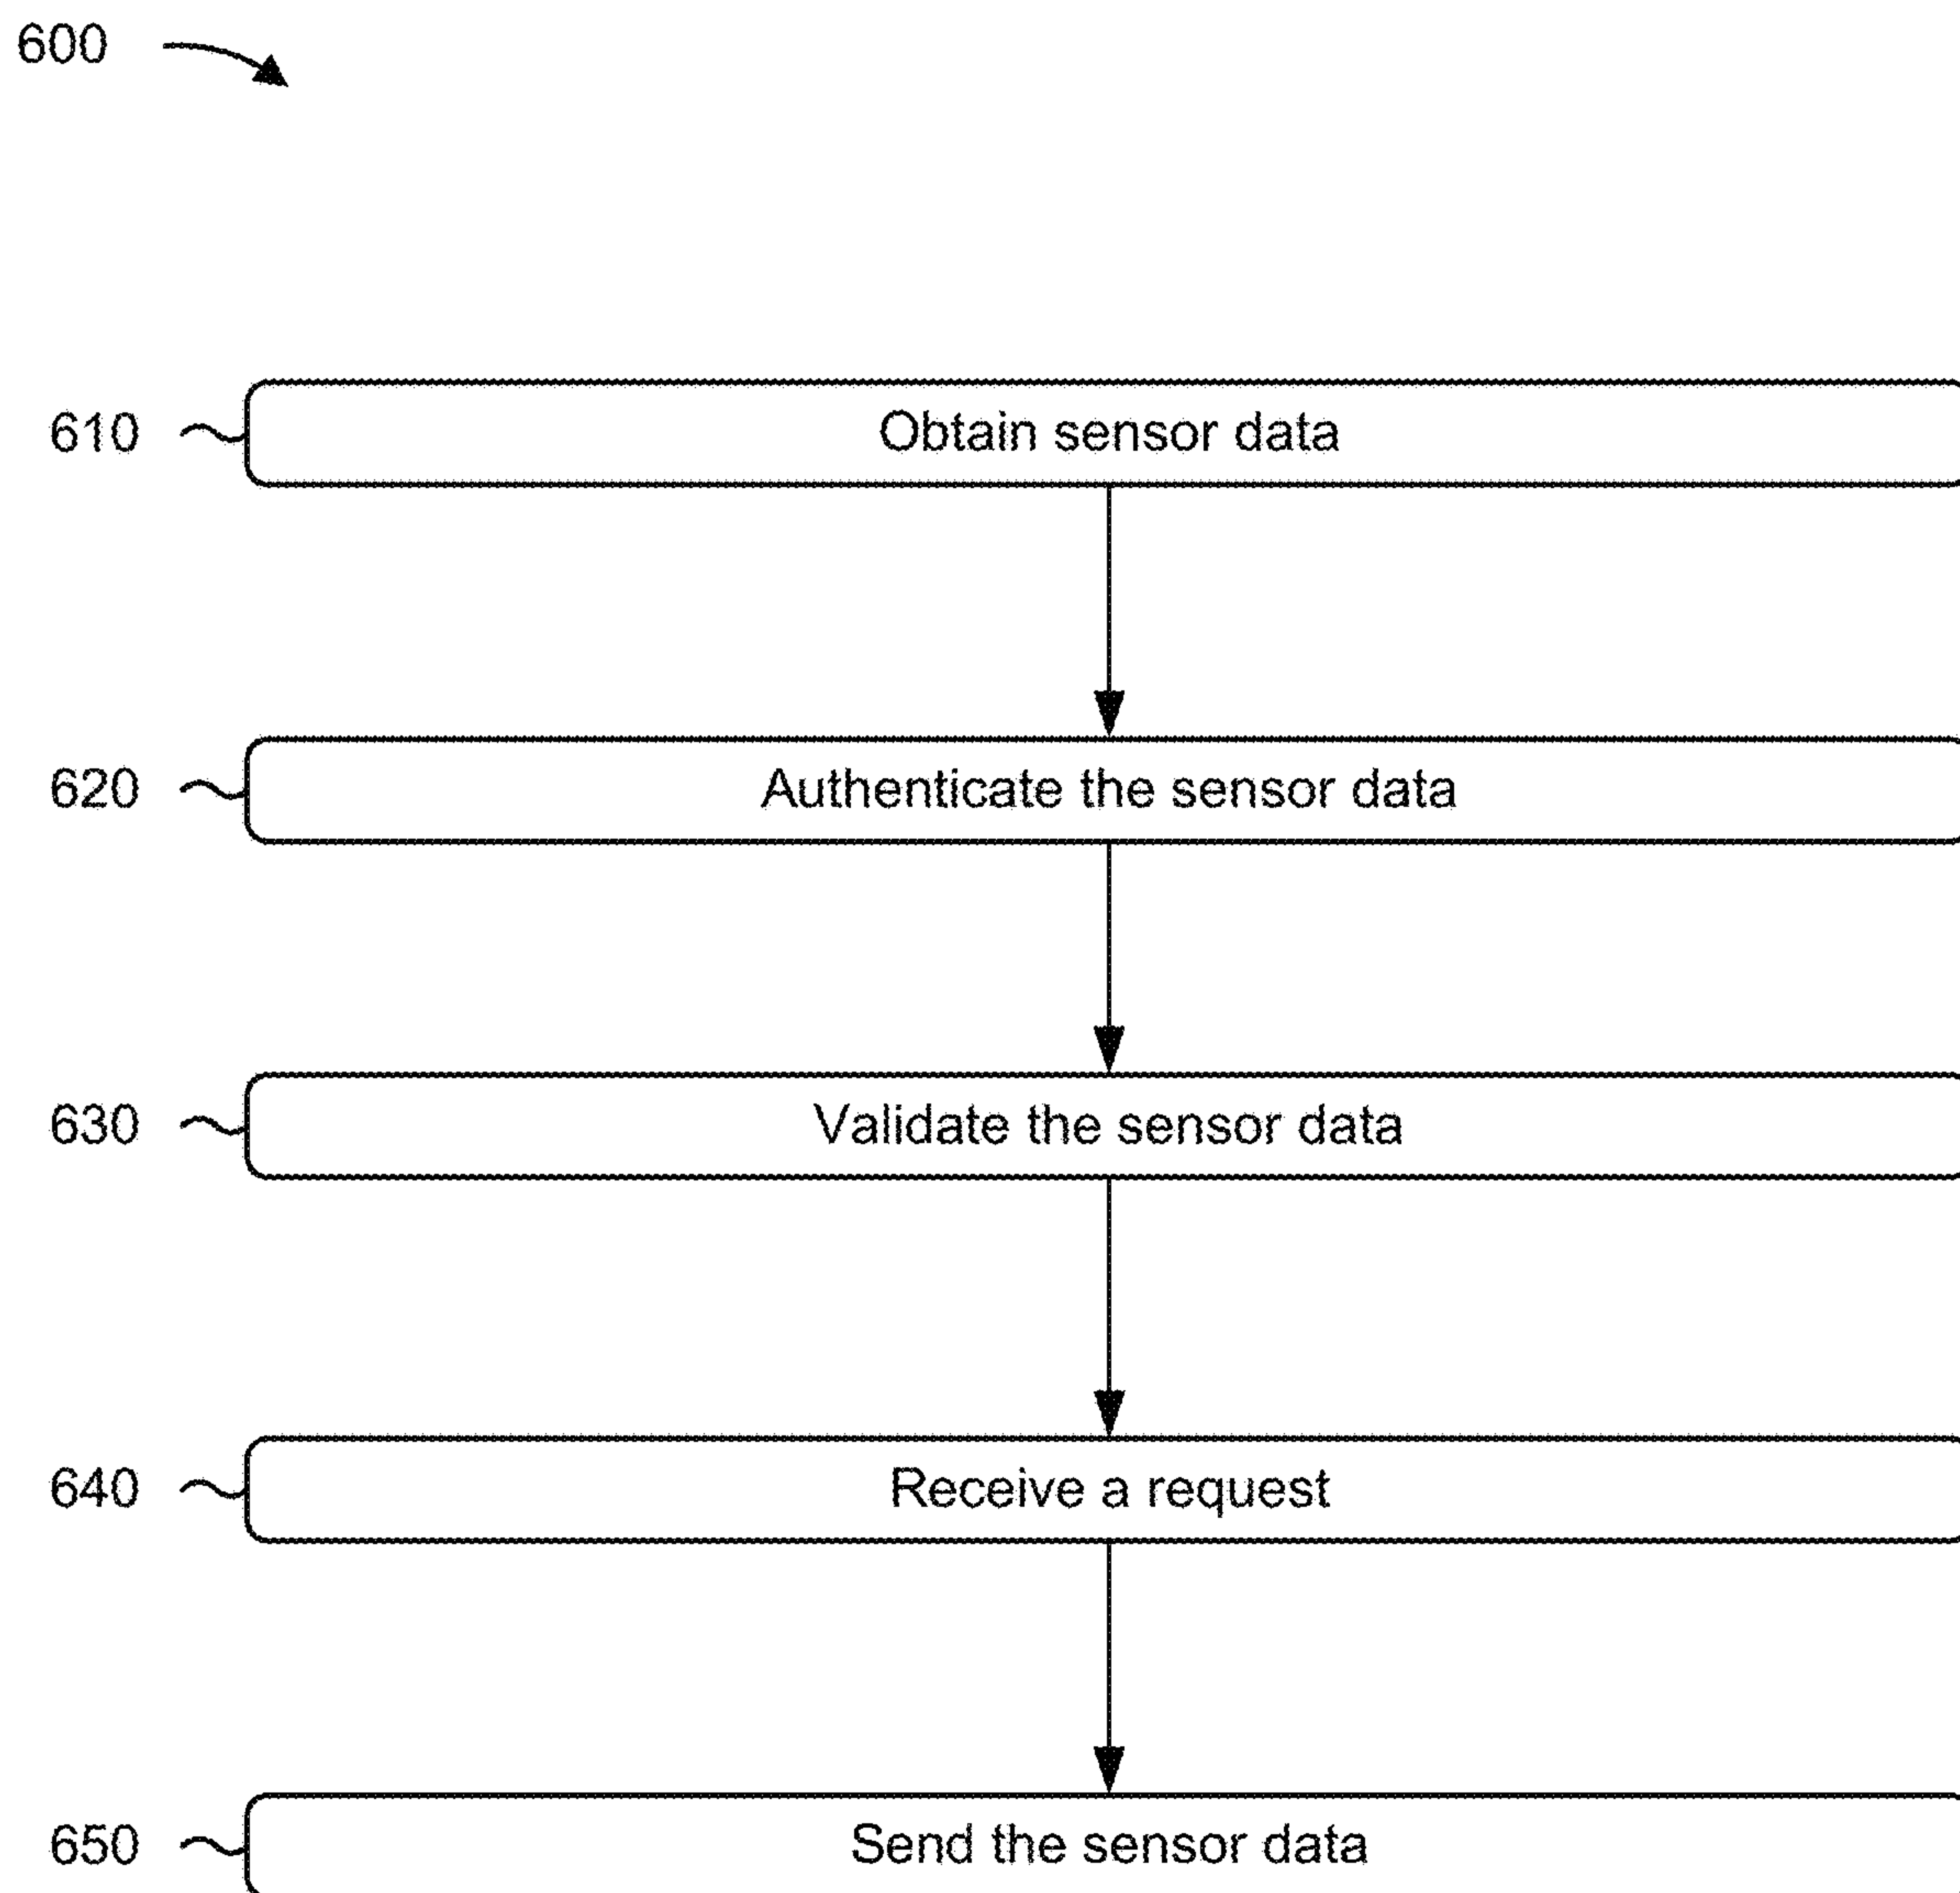 600
610 Obtain sensor data
620 Authenticate the sensor data
630 Validate the sensor data
640 Receive a request
650 Send the sensor data